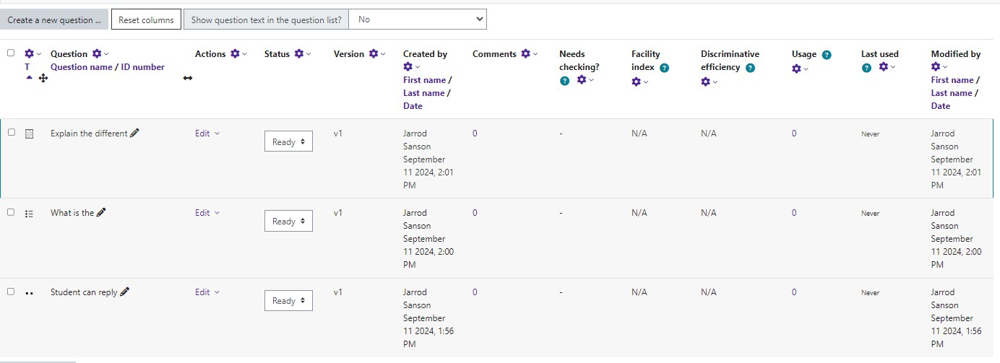 Create a new question ... Reset columns Show question text in the question list? No
Question Actions Status Version Created by Comments Needs checking? Facility index Discriminative efficiency Usage Last used Modified by
T Question name / ID number
First name / Last name / Date
First name / Last name / Date
Explain the different Edit Ready v1 Jarrod Sanson September 11 2024, 2:01 PM 0 - N/A N/A 0 Never Jarrod Sanson September 11 2024, 2:01 PM
What is the Edit Ready v1 Jarrod Sanson September 11 2024, 2:00 PM 0 - N/A N/A 0 Never Jarrod Sanson September 11 2024, 2:00 PM
Student can reply Edit Ready v1 Jarrod Sanson September 11 2024, 1:56 PM 0 - N/A N/A 0 Never Jarrod Sanson September 11 2024, 1:56 PM